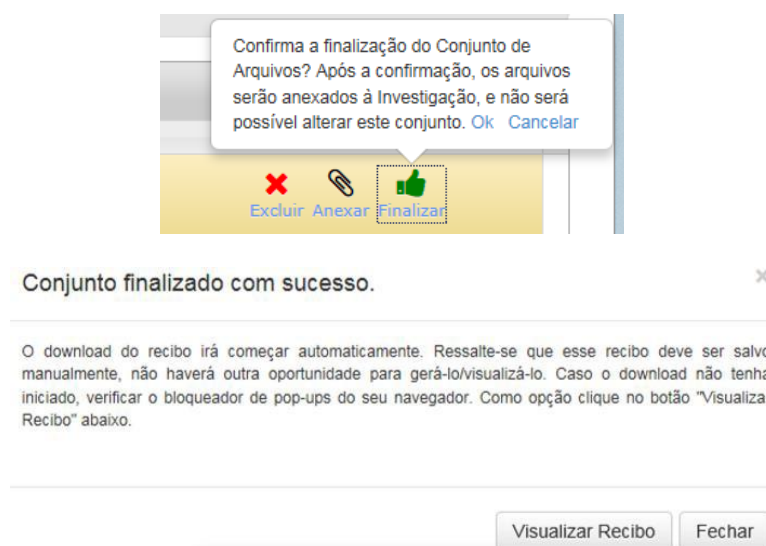 Confirma a finalização do Conjunto de
Arquivos? Após a confirmação, os arquivos
serão anexados à Investigação, e não será
possível alterar este conjunto. Ok Cancelar
Excluir Anexar Finalizar
Conjunto finalizado com sucesso.
O download do recibo irá começar automaticamente. Ressalte-se que esse recibo deve ser salvo
manualmente, não haverá outra oportunidade para gerá-lo/visualizá-lo. Caso o download não tenha
iniciado, verificar o bloqueador de pop-ups do seu navegador. Como opção clique no botão "Visualiza
Recibo" abaixo.
Visualizar Recibo Fechar